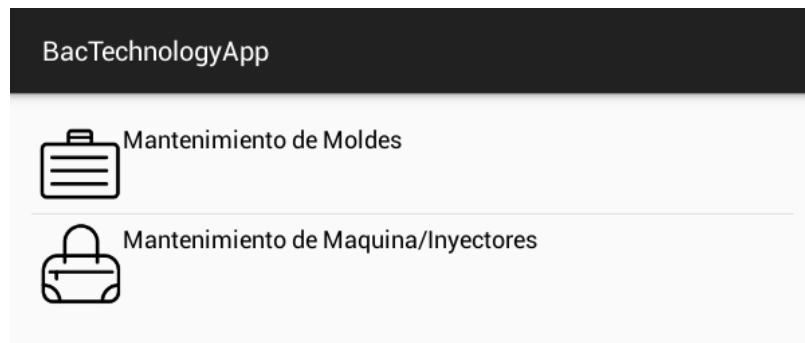 BacTechnologyApp
Mantenimiento de Moldes
Mantenimiento de Maquina/Inyectores